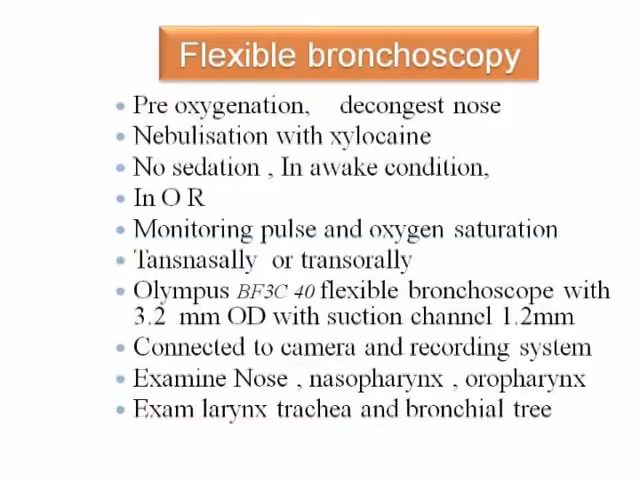 Flexible bronchoscopy
Pre oxygenation, decongest nose
Nebulisation with xylocaine
No sedation , In awake condition,
In O R
Monitoring pulse and oxygen saturation
Tansnasally or transorally
Olympus BF3C 40 flexible bronchoscope with
3.2 mm OD with suction channel 1.2mm
Connected to camera and recording system
Examine Nose , nasopharynx , oropharynx
Exam larynx trachea and bronchial tree